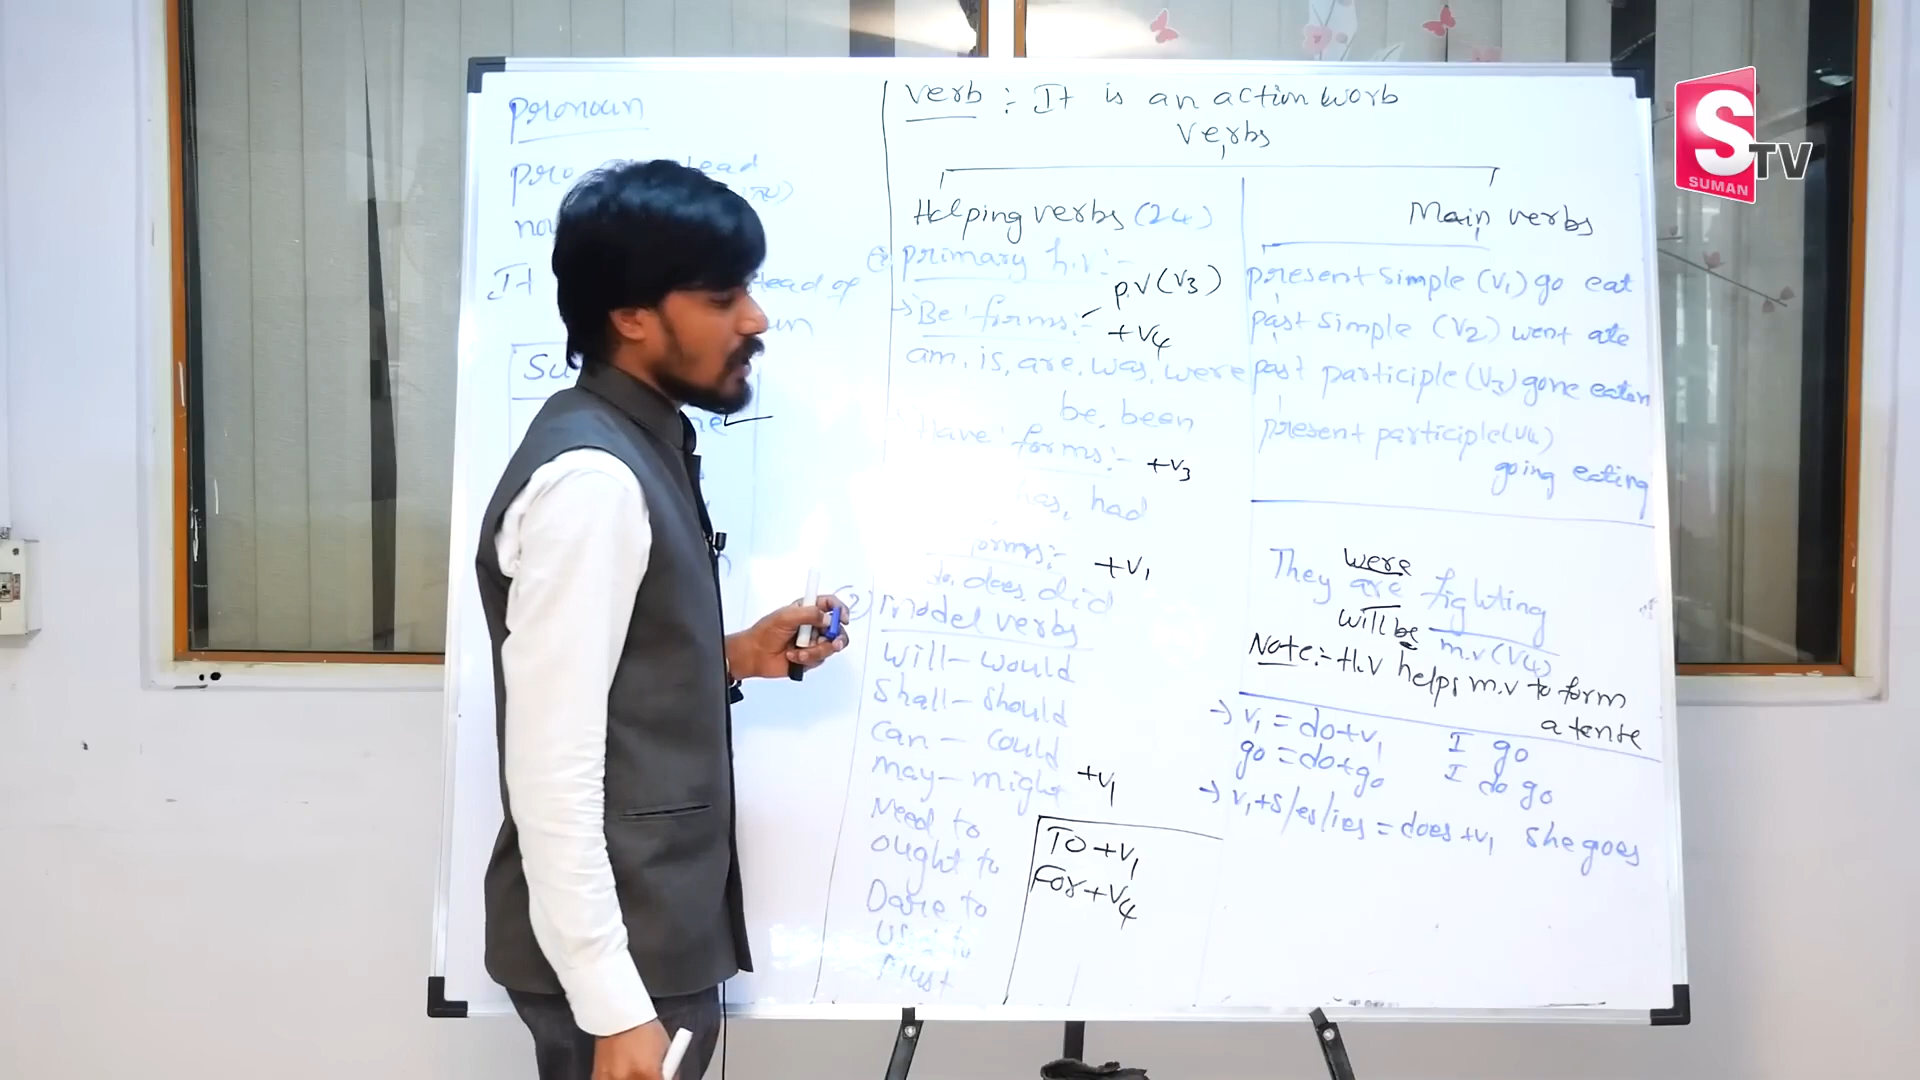 pronoun
It
verb :- It is an action worb
Verbs
Helping verbs (24)
primary h.v :-
p.v (v3)
'Be' forms :-
+v4
am, is, are, was, were
be, been
'Have' forms :- +v3
has, had
+v1
do, does, did
2) model verbs
will - would
shall - should
can - could
may - might +v1
Need to
ought to
Dare to
Must
TO + v1
For + v4
Main verbs
present simple (v1) go eat
past simple (v2) went ate
past participle (v3) gone eaten
present participle (v4)
going eating
were
They are fighting
will be
m.v (v4)
Note :- H.V helps m.v to form
a tense
→ v1 = do + v1 I go
go = do + go I do go
→ v1 + s/es/ies = does + v1 she goes
S TV
SUMAN